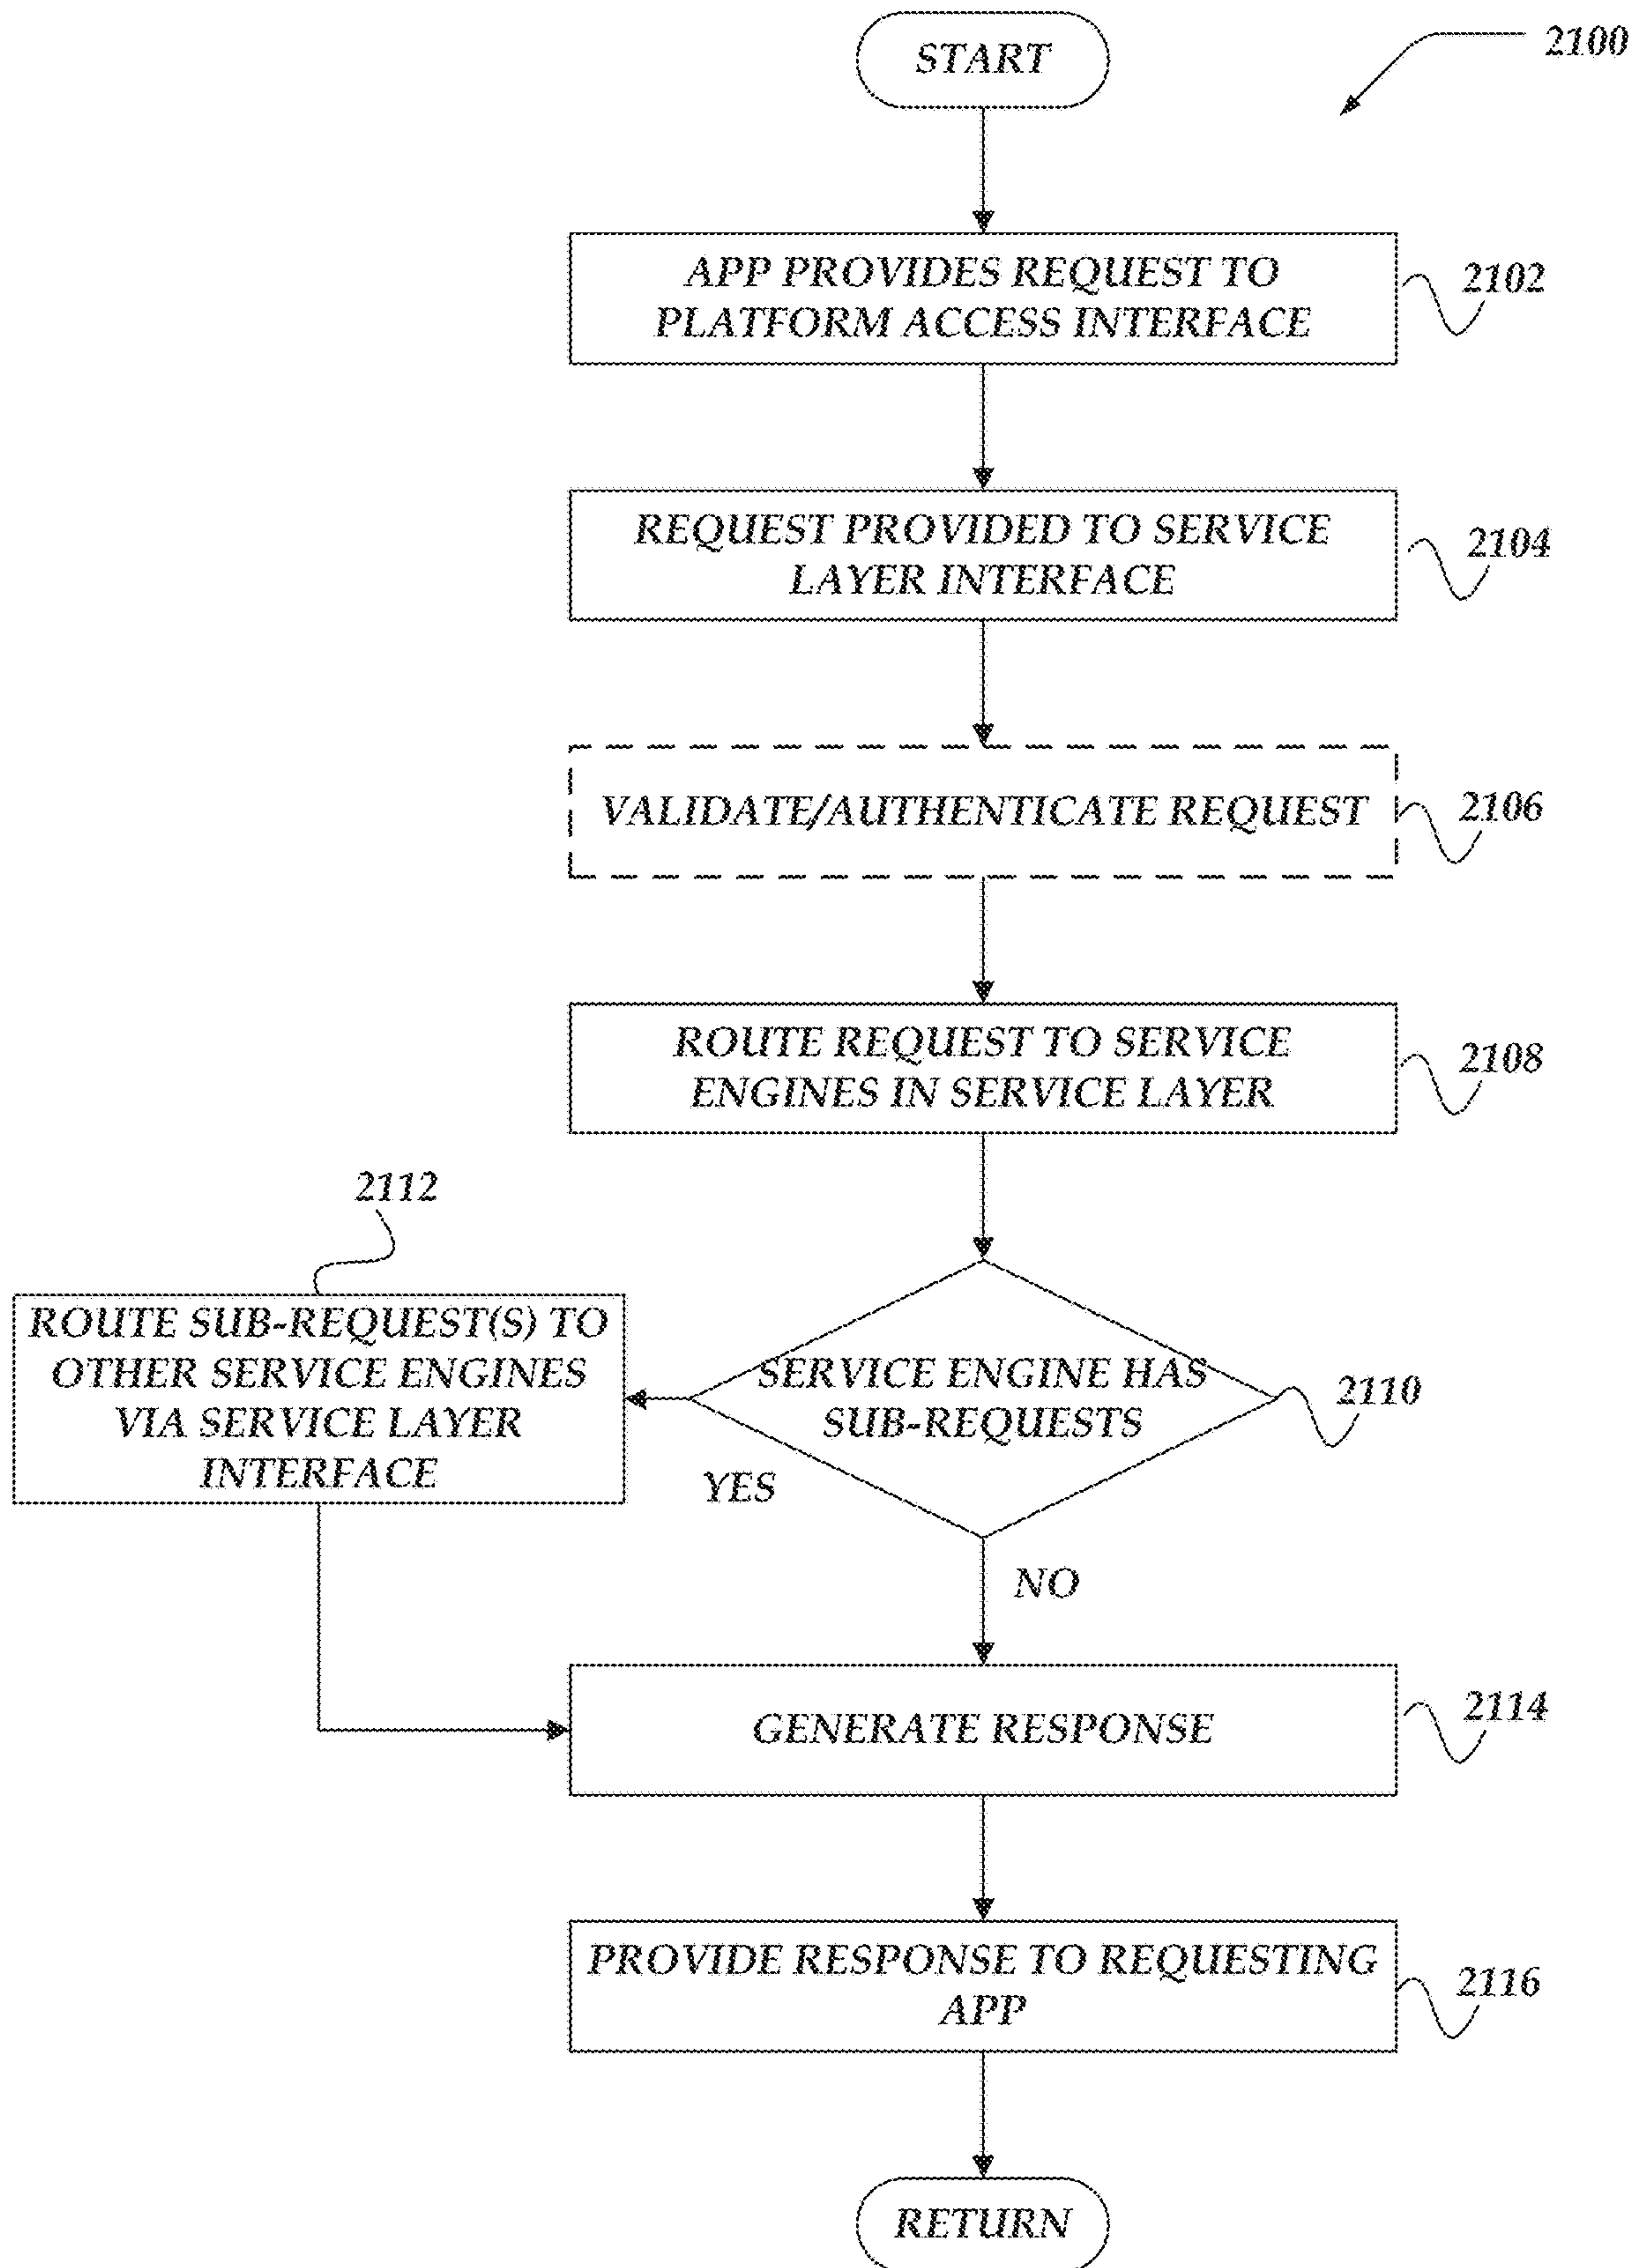 START
2100
APP PROVIDES REQUEST TO
PLATFORM ACCESS INTERFACE
2102
REQUEST PROVIDED TO SERVICE
LAYER INTERFACE
2104
VALIDATE/AUTHENTICATE REQUEST
2106
ROUTE REQUEST TO SERVICE
ENGINES IN SERVICE LAYER
2108
2112
ROUTE SUB-REQUEST(S) TO
OTHER SERVICE ENGINES
VIA SERVICE LAYER
INTERFACE
SERVICE ENGINE HAS
SUB-REQUESTS
2110
YES
NO
GENERATE RESPONSE
2114
PROVIDE RESPONSE TO REQUESTING
APP
2116
RETURN